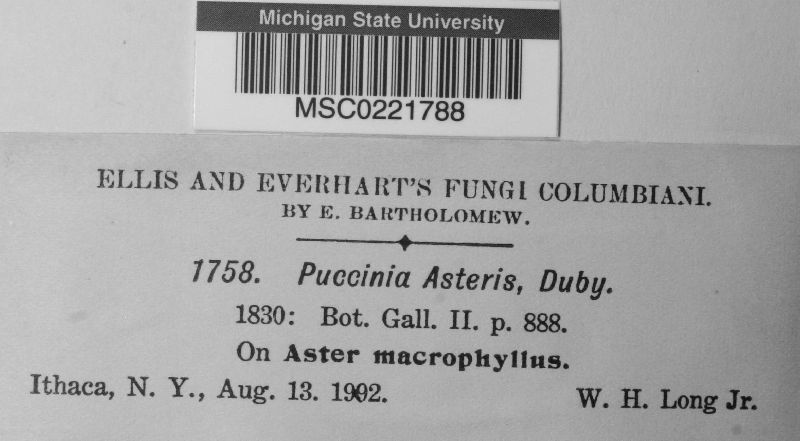 Michigan State University
MSC0221788
ELLIS AND EVERHART'S FUNGI COLUMBIANI.
BY E. BARTHOLOMEW.
1758. Puccinia Asteris, Duby.
1830: Bot. Gall. II. p. 888.
On Aster macrophyllus.
Ithaca, N. Y., Aug. 13. 1902. W. H. Long Jr.